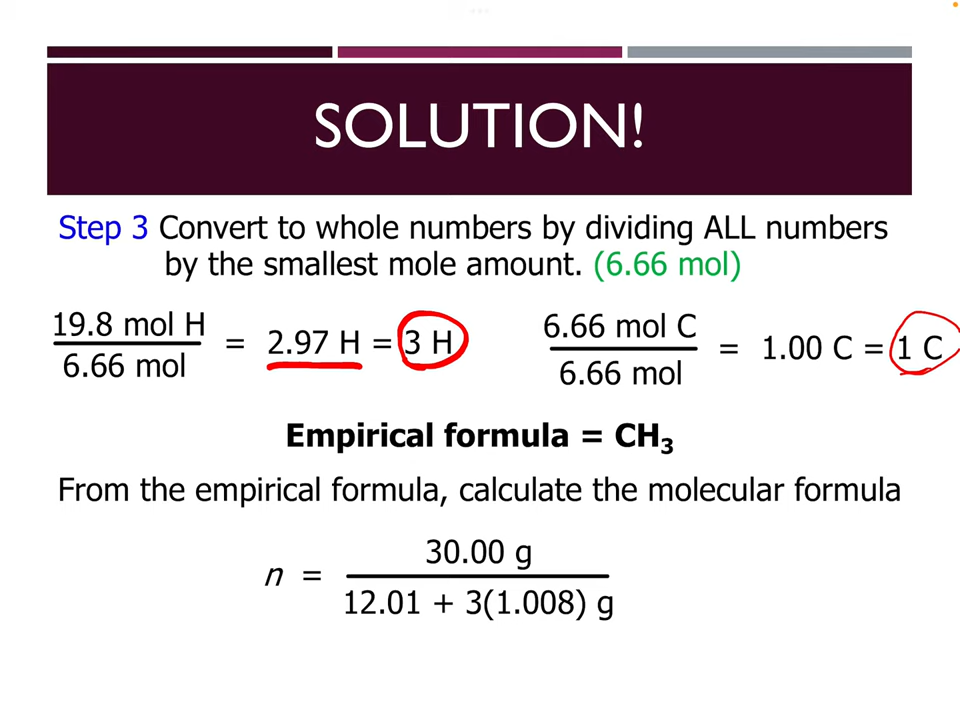 SOLUTION!
Step 3 Convert to whole numbers by dividing ALL numbers
by the smallest mole amount. (6.66 mol)
19.8 mol H
6.66 mol
= 2.97 H = 3 H
6.66 mol C
6.66 mol
= 1.00 C = 1 C
Empirical formula = CH₃
From the empirical formula, calculate the molecular formula
n =
30.00 g
12.01 + 3(1.008) g